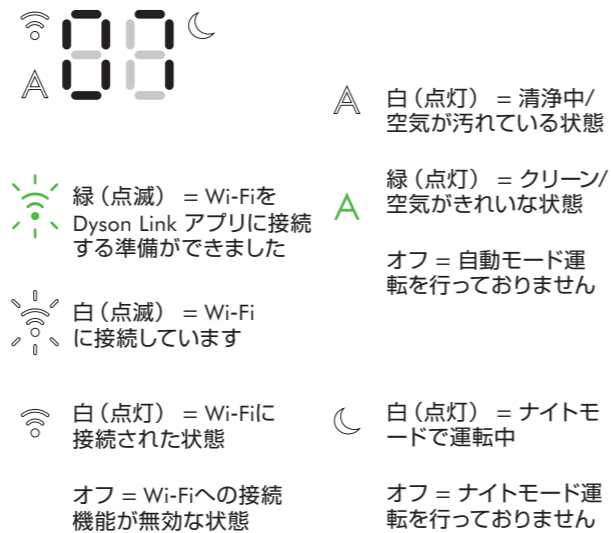 A
07
緑（点滅） = Wi-Fiを
Dyson Link アプリに接続
する準備ができました
白（点滅） = Wi-Fi
に接続しています
白（点灯） = Wi-Fiに
接続された状態
オフ = Wi-Fiへの接続
機能が無効な状態
A
白（点灯） = 清浄中/
空気が汚れている状態
A
緑（点灯） = クリーン/
空気がきれいな状態
オフ = 自動モード運
転を行っておりません
白（点灯） = ナイトモ
ードで運転中
オフ = ナイトモード運
転を行っておりません